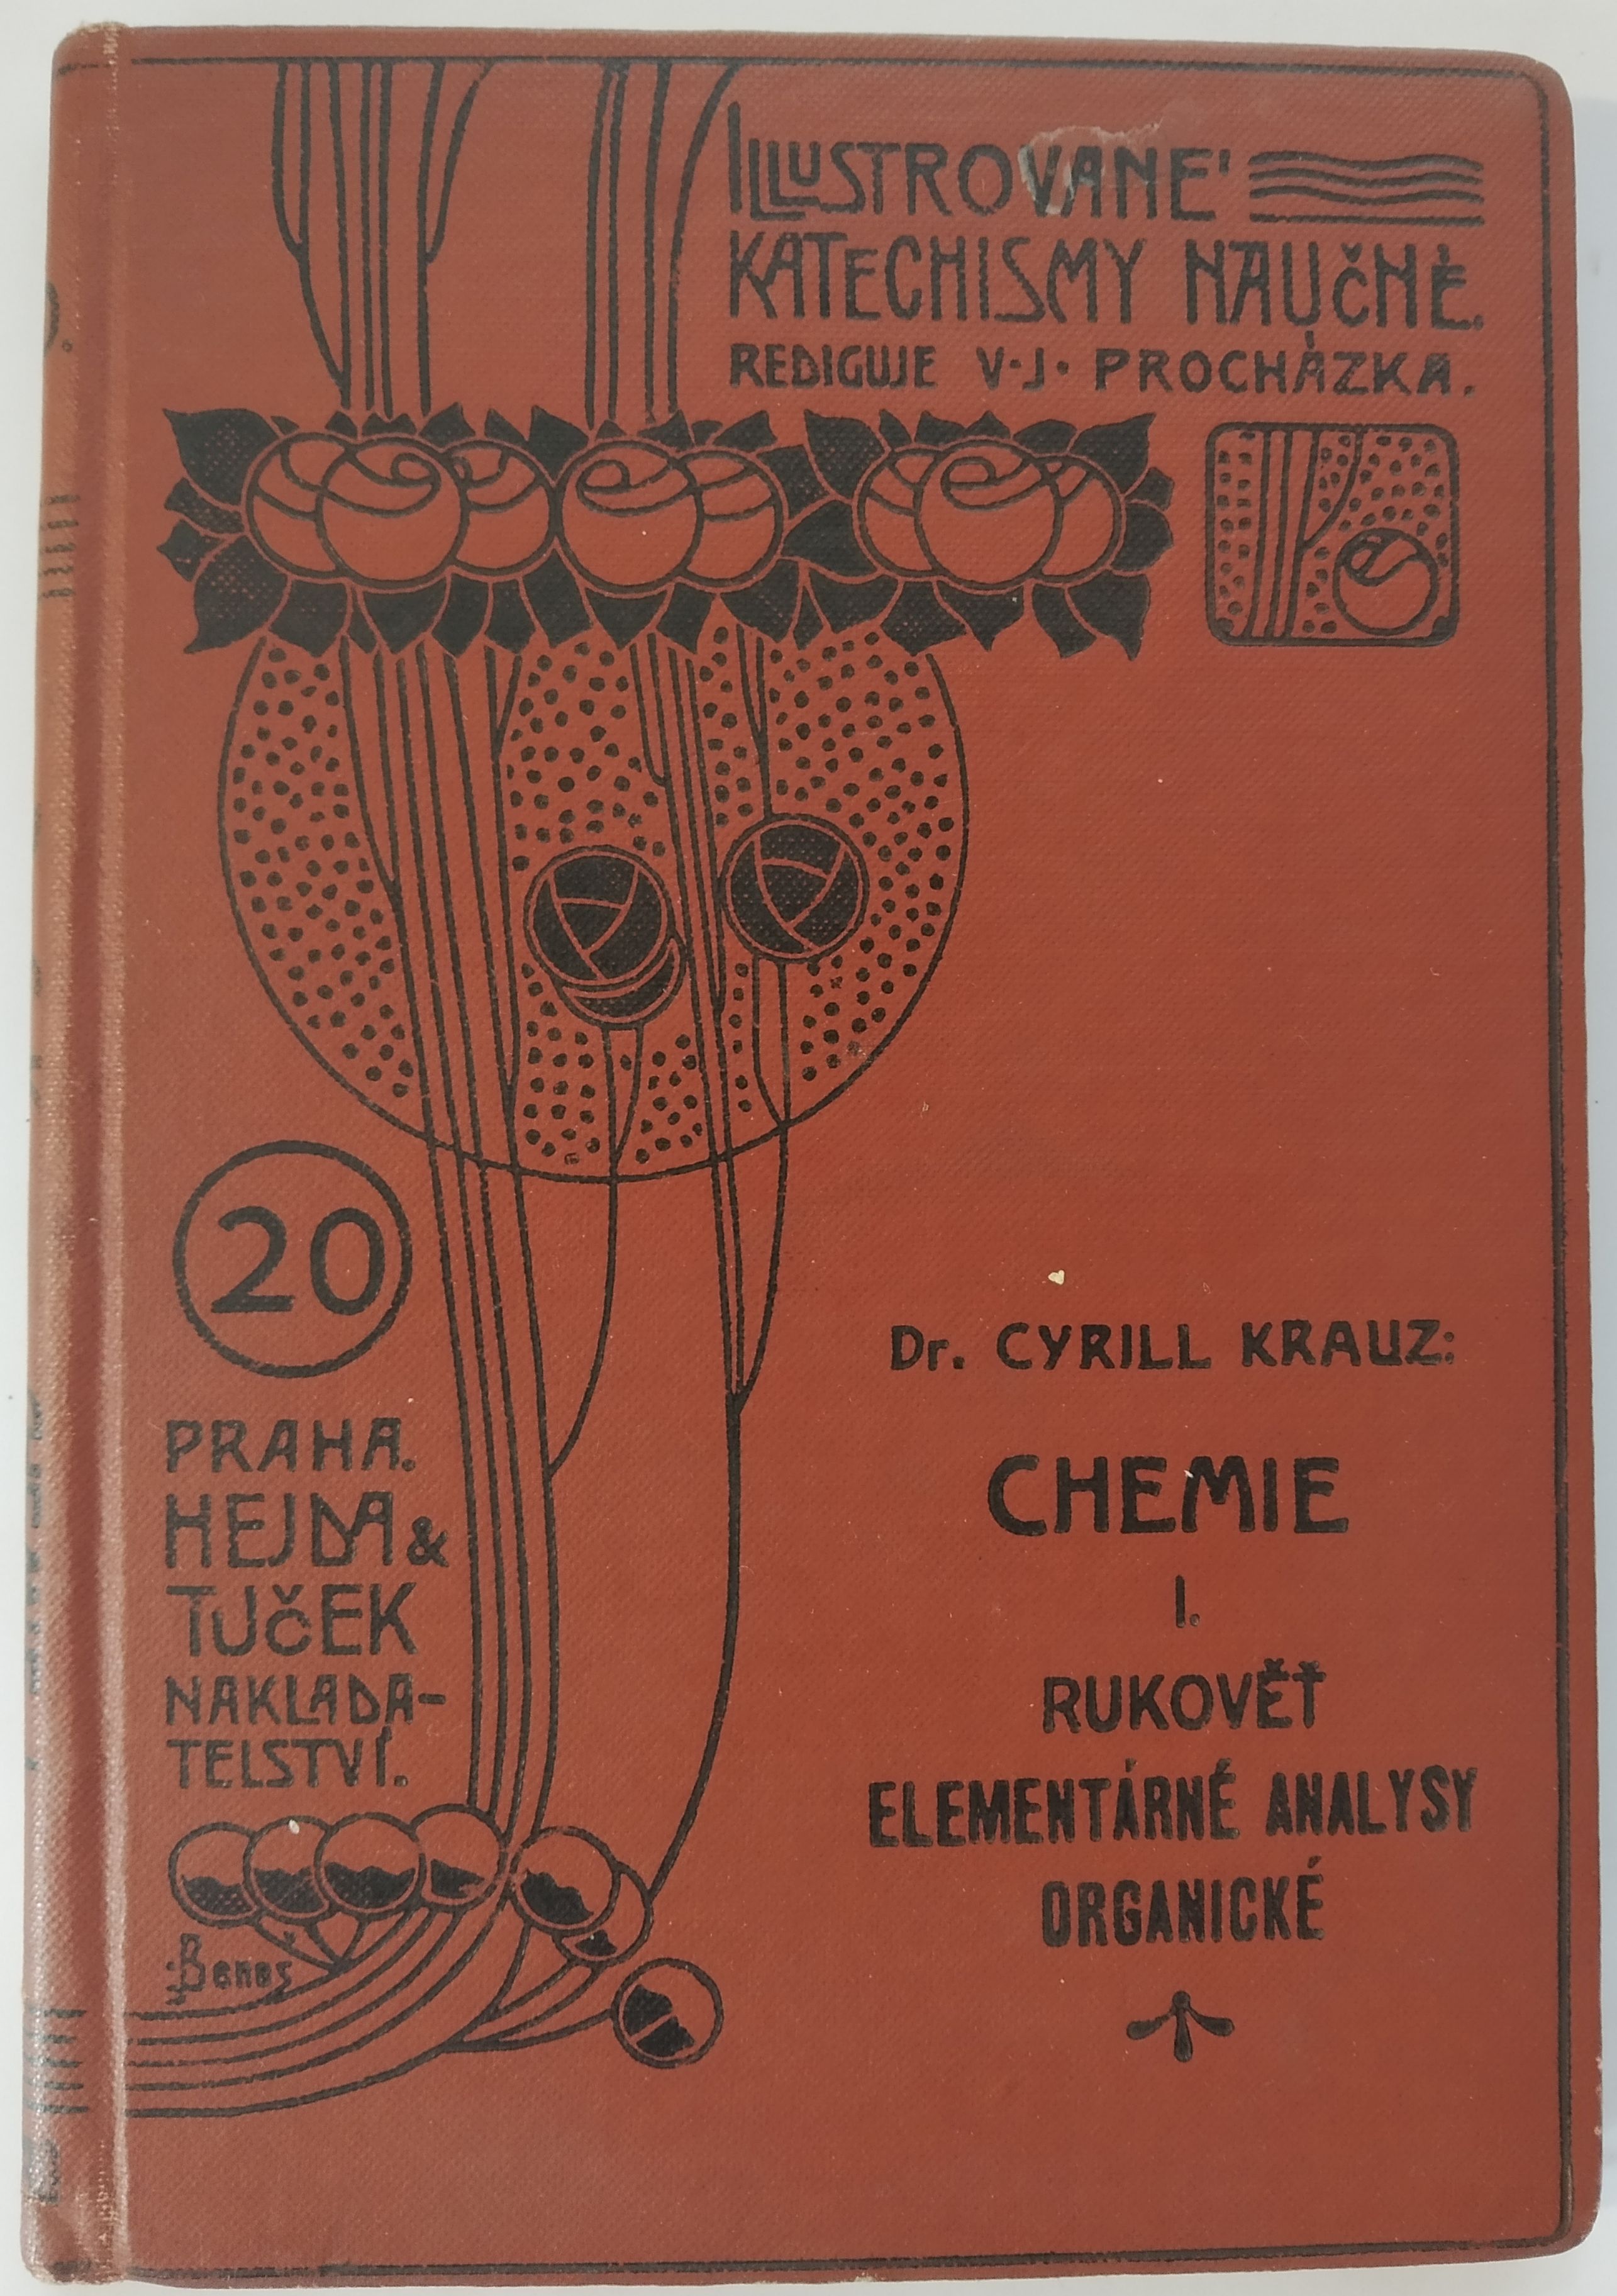 ILLUSTROVANÉ
KATECHISMY NAUČNÉ.
REDIGUJE V. J. PROCHÁZKA.
20
PRAHA.
HEJDA &
TUČEK
NAKLADA-
TELSTVÍ.
Beneš
Dr. CYRILL KRAUZ:
CHEMIE
I.
RUKOVĚŤ
ELEMENTÁRNÉ ANALYSY
ORGANICKÉ